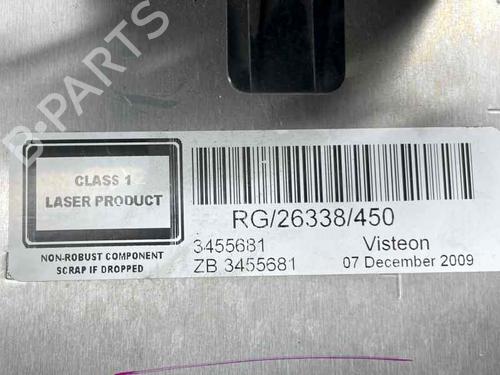 CLASS 1
LASER PRODUCT
NON-ROBUST COMPONENT
SCRAP IF DROPPED
RG/26338/450
3455681
Visteon
ZB 3455681
07 December 2009
B-PARTS